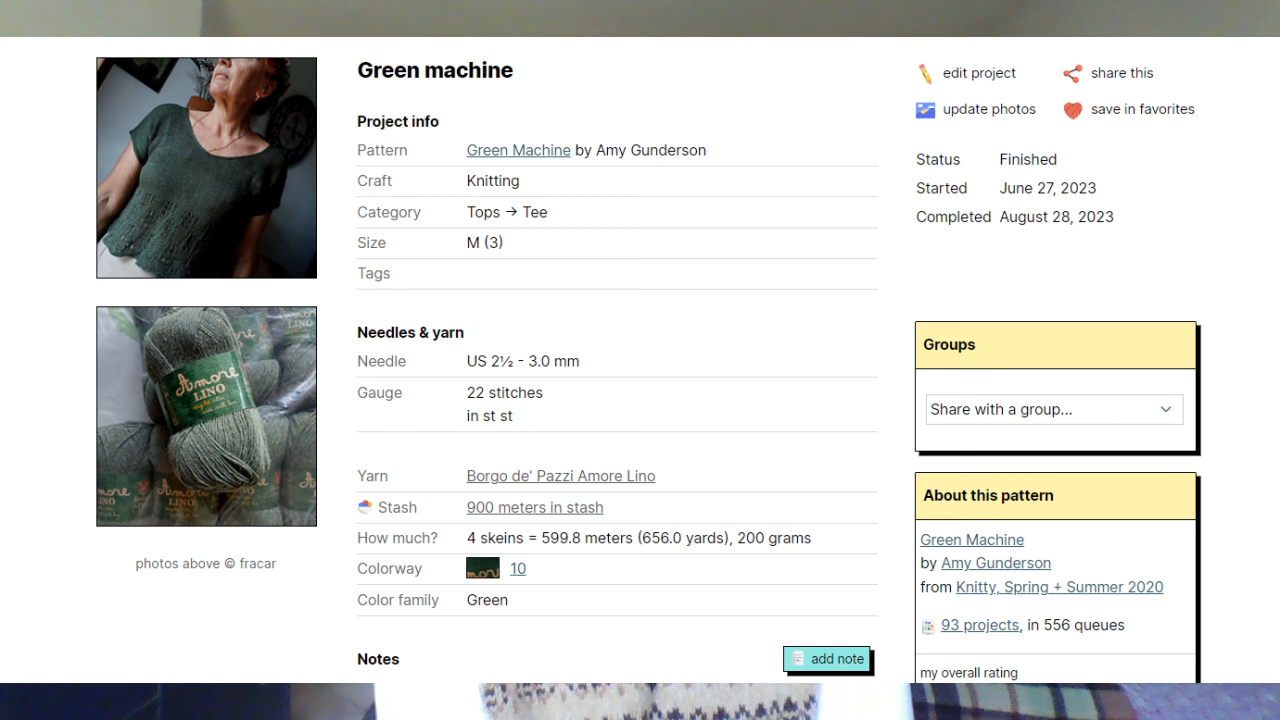 Green machine
Project info
Pattern Green Machine by Amy Gunderson
Craft Knitting
Category Tops → Tee
Size M (3)
Tags
Needles & yarn
Needle US 2½ - 3.0 mm
Gauge 22 stitches
in st st
Yarn Borgo de' Pazzi Amore Lino
Stash 900 meters in stash
How much? 4 skeins = 599.8 meters (656.0 yards), 200 grams
Colorway 10
Color family Green
Notes
add note
Amore
LINO
photos above © fracar
edit project
share this
update photos
save in favorites
Status Finished
Started June 27, 2023
Completed August 28, 2023
Groups
Share with a group...
About this pattern
Green Machine
by Amy Gunderson
from Knitty, Spring + Summer 2020
93 projects, in 556 queues
my overall rating